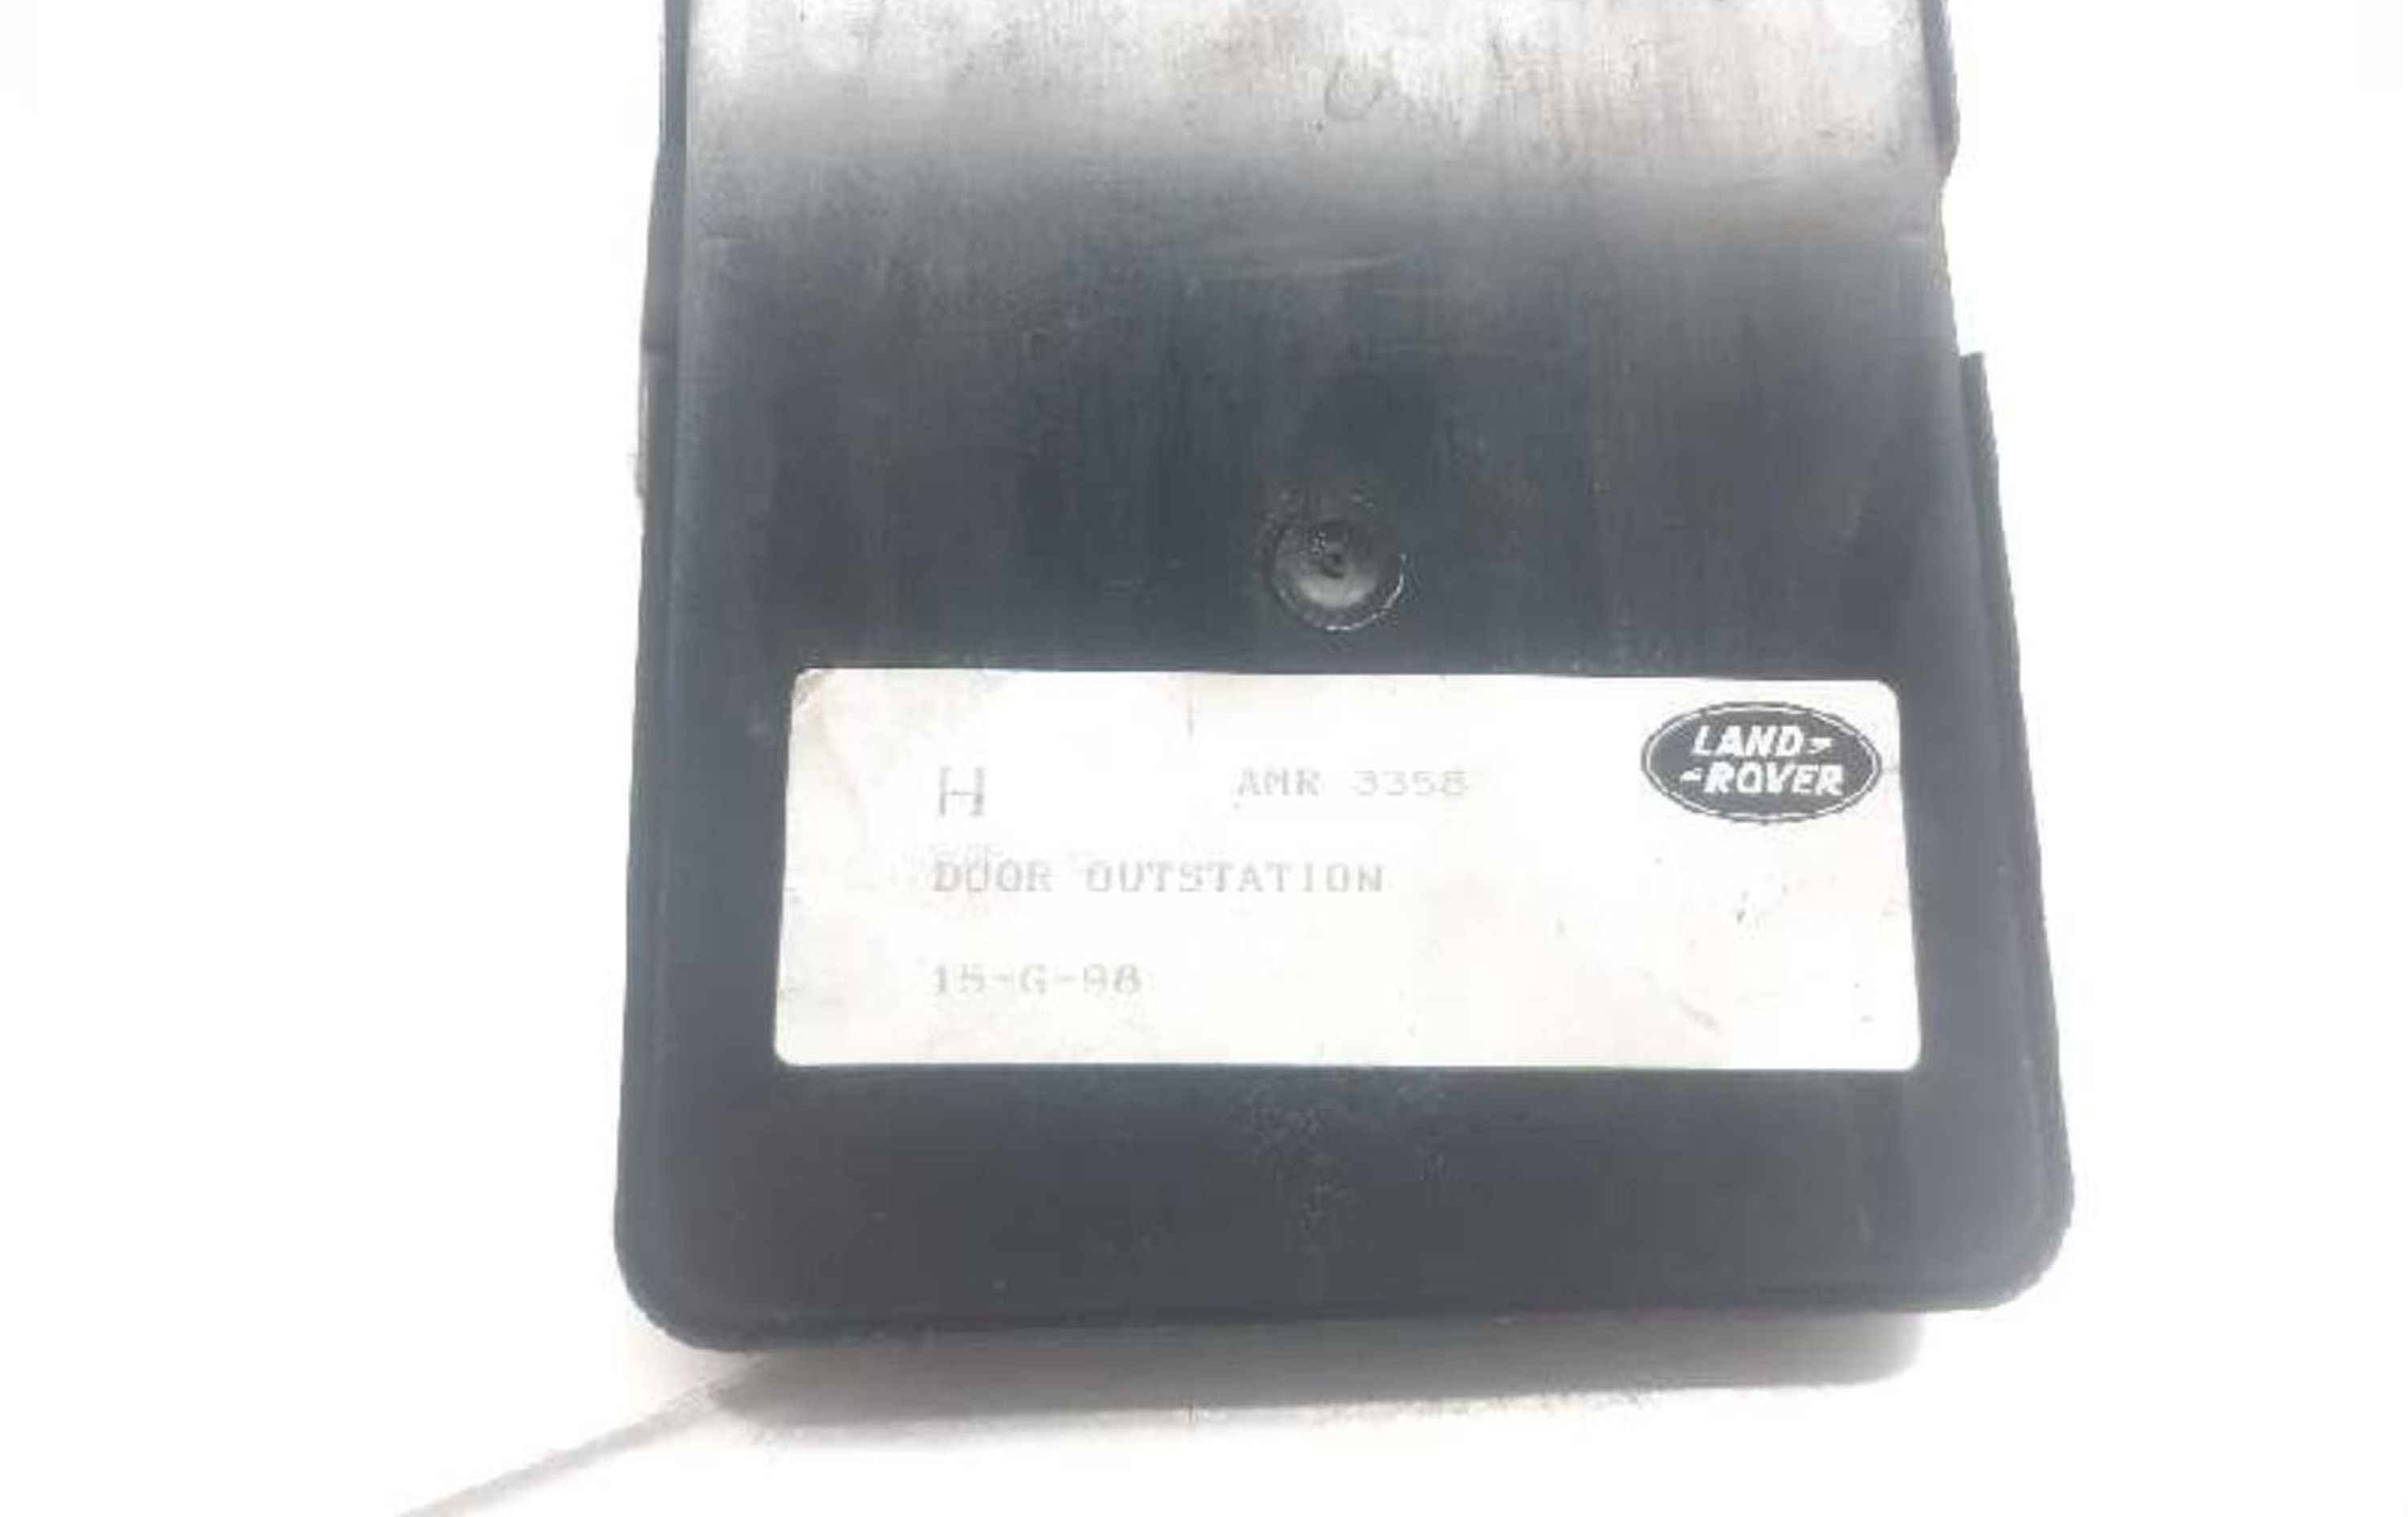 H AMR 3358
LAND
ROVER
DOOR OUTSTATION
15-G-98